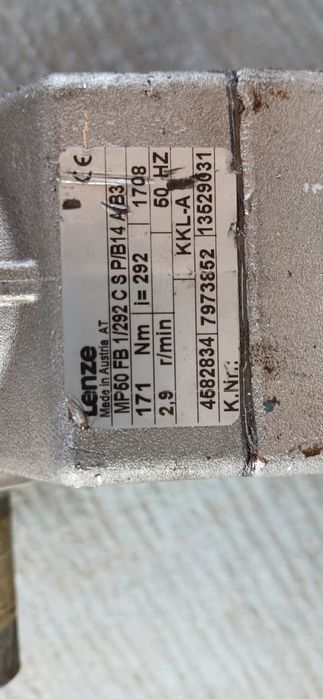 Lenze
CE
Made in Austria AT
MP50 FB 1/292 C S P/B14 A/B3
171 Nm i= 292 1708
2,9 r/min 50 HZ
KKL-A
4582834 7973852 13529031
K.Nr.: